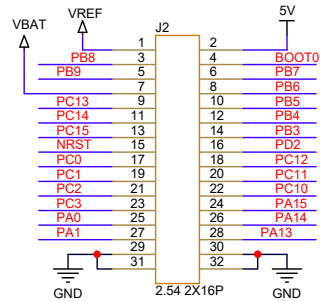 VREF 5V
VBAT J2
1 2
PB8 3 4 BOOT0
PB9 5 6 PB7
7 8 PB6
PC13 9 10 PB5
PC14 11 12 PB4
PC15 13 14 PB3
NRST 15 16 PD2
PC0 17 18 PC12
PC1 19 20 PC11
PC2 21 22 PC10
PC3 23 24 PA15
PA0 25 26 PA14
PA1 27 28 PA13
29 30
31 32
GND 2.54 2X16P GND